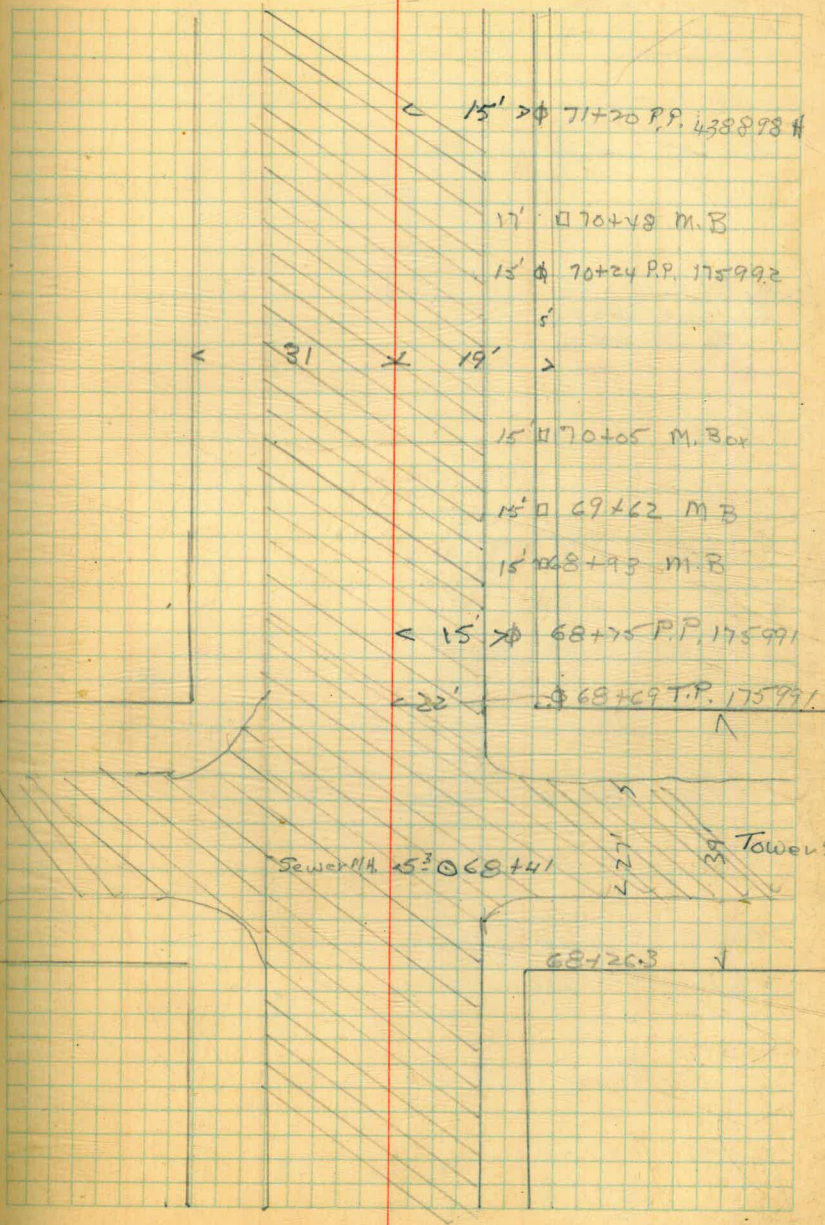 < 15' > 71+20 P.P. 438898 H
17' 70+48 M.B
15' 70+24 P.P. 175992
5'
< 31 19' >
15' 70+05 M. Box
15' 69+62 M B
15' 68+93 M.B
< 15' > 68+75 P.P. 175991
< 22' 68+69 T.P. 175991
27' 39' Tower
Sewer M.H. 5³ 68+41
68+26.3